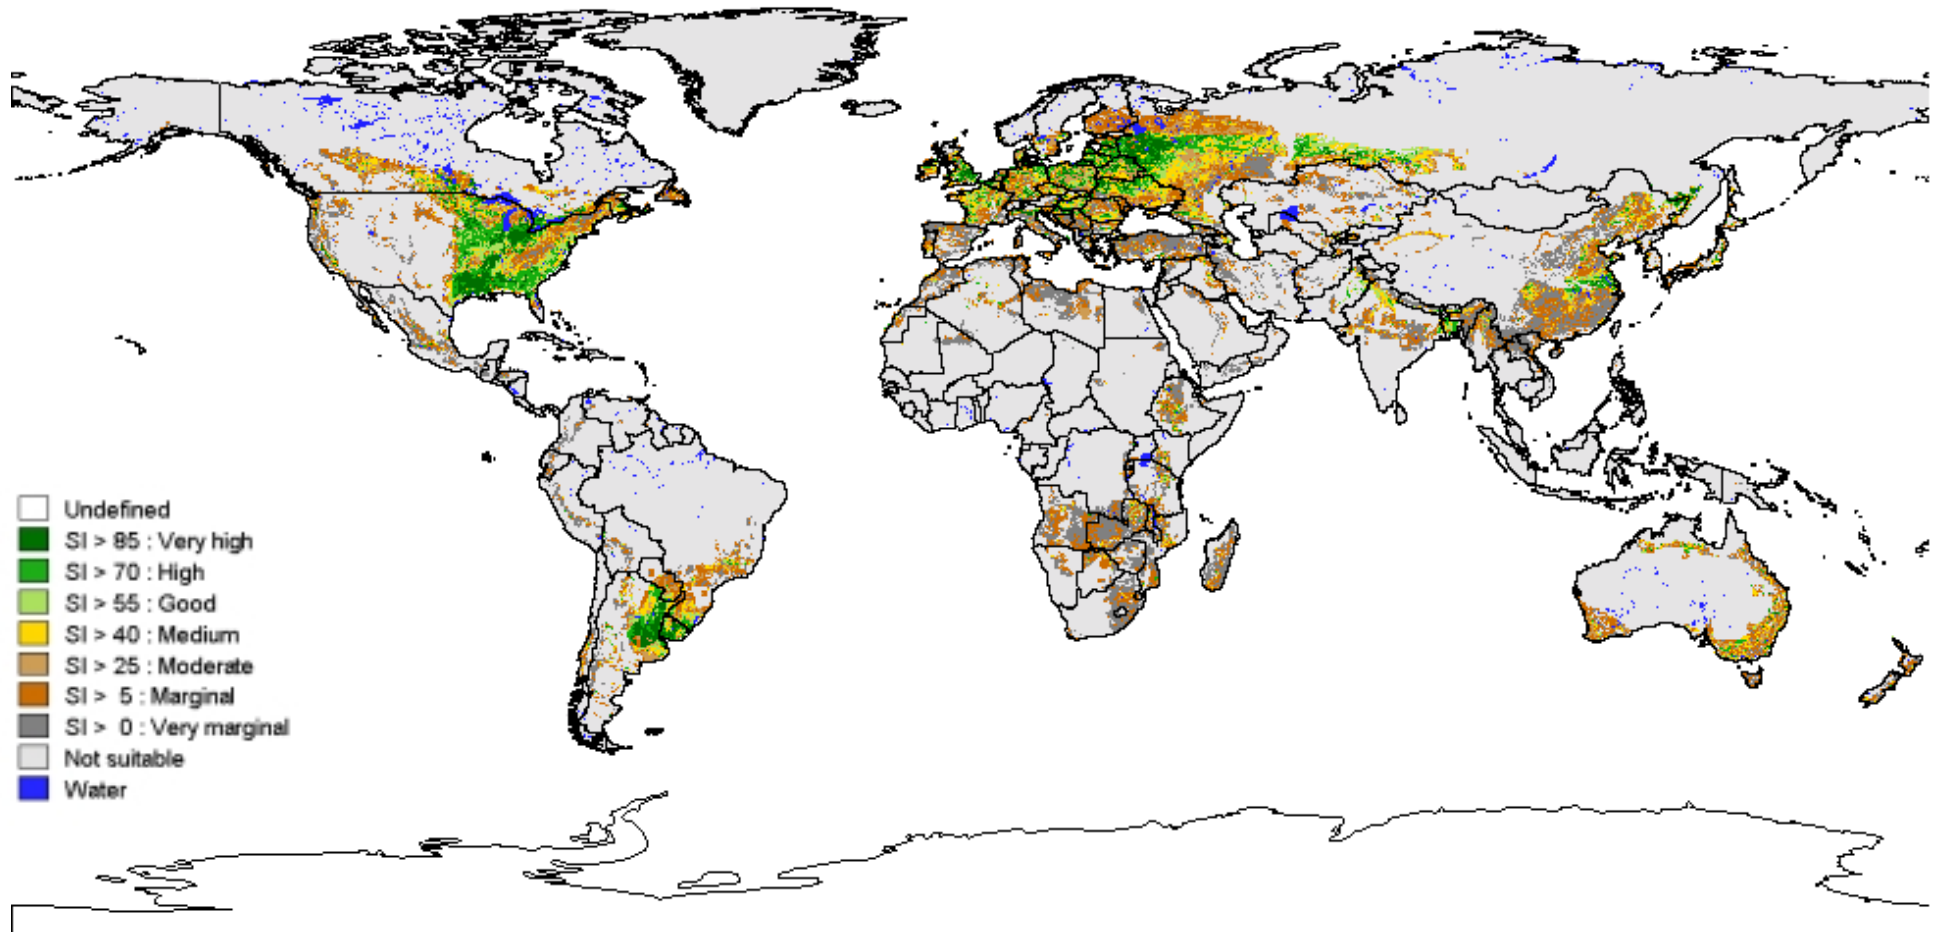 Undefined
SI > 85 : Very high
SI > 70 : High
SI > 55 : Good
SI > 40 : Medium
SI > 25 : Moderate
SI > 5 : Marginal
SI > 0 : Very marginal
Not suitable
Water